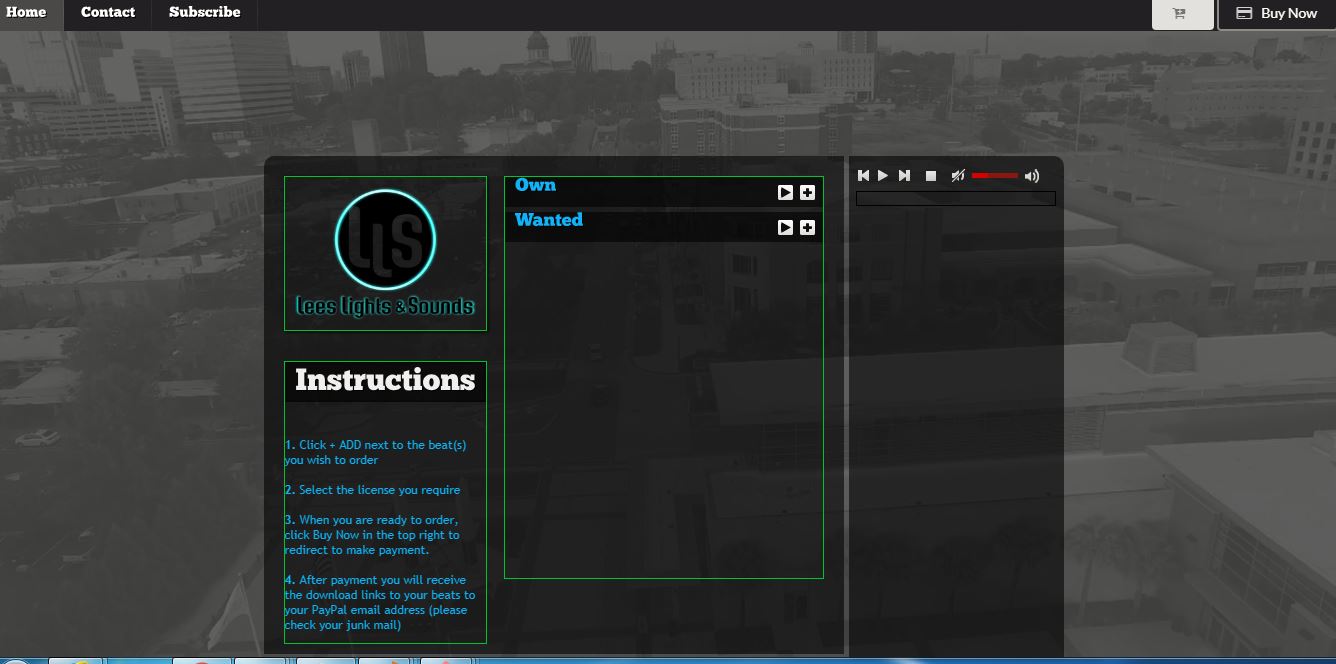 Home Contact Subscribe Buy Now
LLS
Lees Lights & Sounds
Own
Wanted
Instructions
1. Click + ADD next to the beat(s)
you wish to order
2. Select the license you require
3. When you are ready to order,
click Buy Now in the top right to
redirect to make payment.
4. After payment you will receive
the download links to your beats to
your PayPal email address (please
check your junk mail)